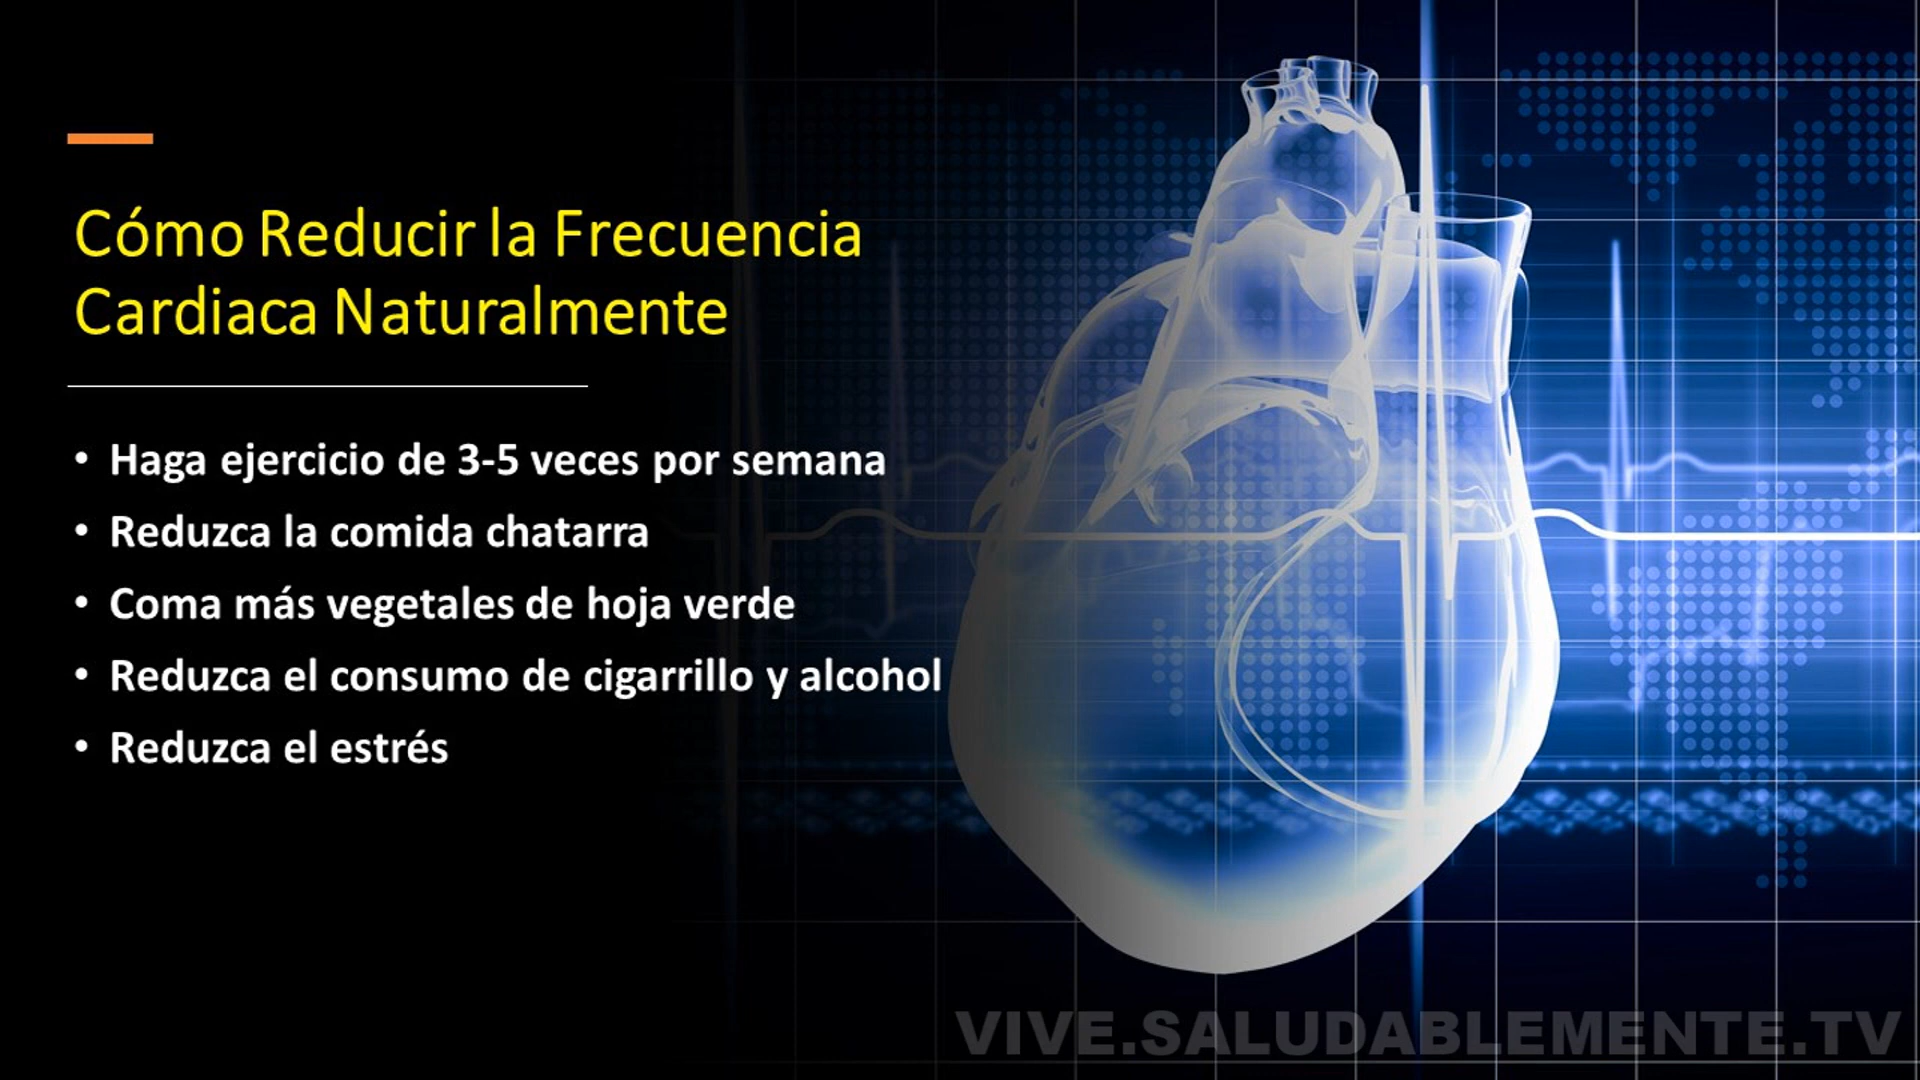 Cómo Reducir la Frecuencia
Cardiaca Naturalmente
• Haga ejercicio de 3-5 veces por semana
• Reduzca la comida chatarra
• Coma más vegetales de hoja verde
• Reduzca el consumo de cigarrillo y alcohol
• Reduzca el estrés
VIVE.SALUDABLEMENTE.TV